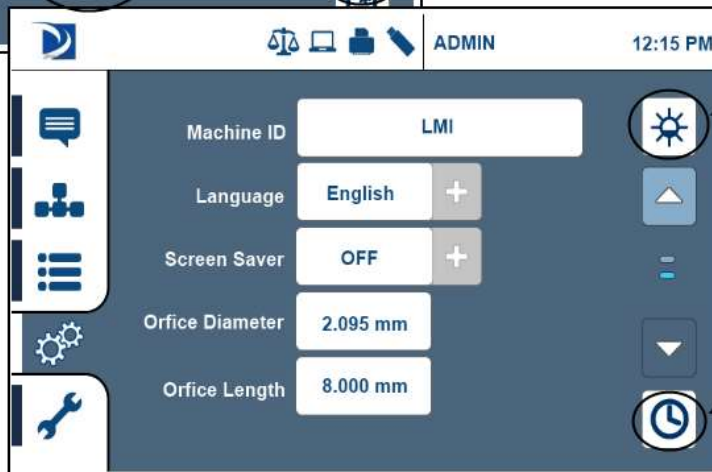 ADMIN 12:15 PM
Machine ID LMI
Language English +
Screen Saver OFF +
Orfice Diameter 2.095 mm
Orfice Length 8.000 mm